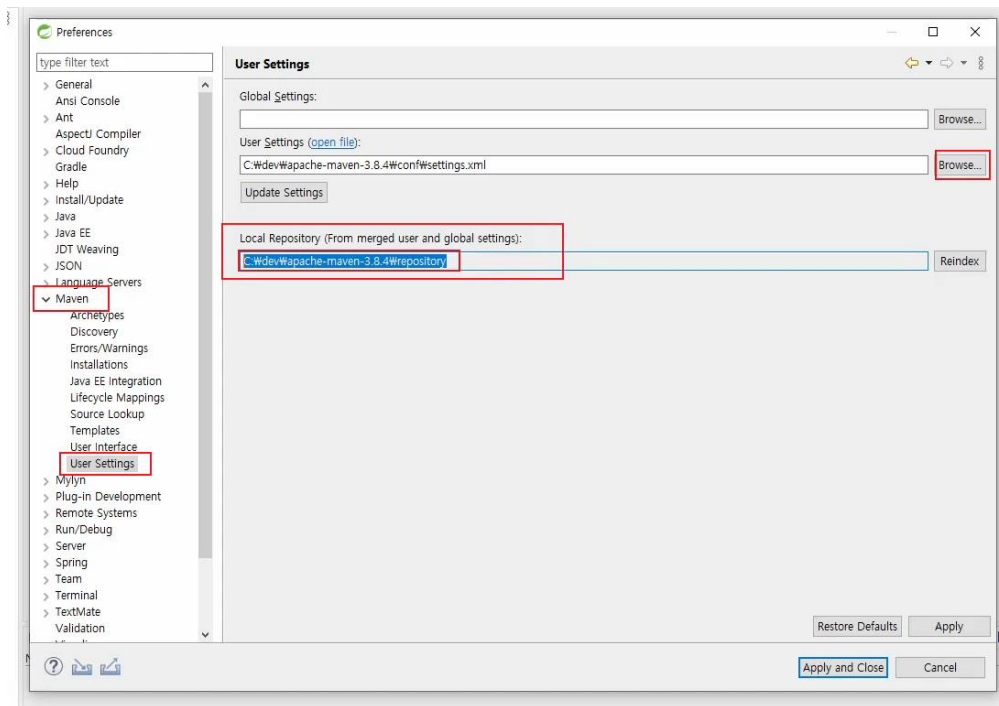 Preferences
type filter text
General
Ansi Console
Ant
AspectJ Compiler
Cloud Foundry
Gradle
Help
Install/Update
Java
Java EE
JDT Weaving
JSON
Language Servers
Maven
Archetypes
Discovery
Errors/Warnings
Installations
Java EE Integration
Lifecycle Mappings
Source Lookup
Templates
User Interface
User Settings
Mylyn
Plug-in Development
Remote Systems
Run/Debug
Server
Spring
Team
Terminal
TextMate
Validation
User Settings
Global Settings:
Browse...
User Settings (open file):
C:₩dev₩apache-maven-3.8.4₩conf₩settings.xml
Browse...
Update Settings
Local Repository (From merged user and global settings):
C:₩dev₩apache-maven-3.8.4₩repository
Reindex
Restore Defaults
Apply
Apply and Close
Cancel